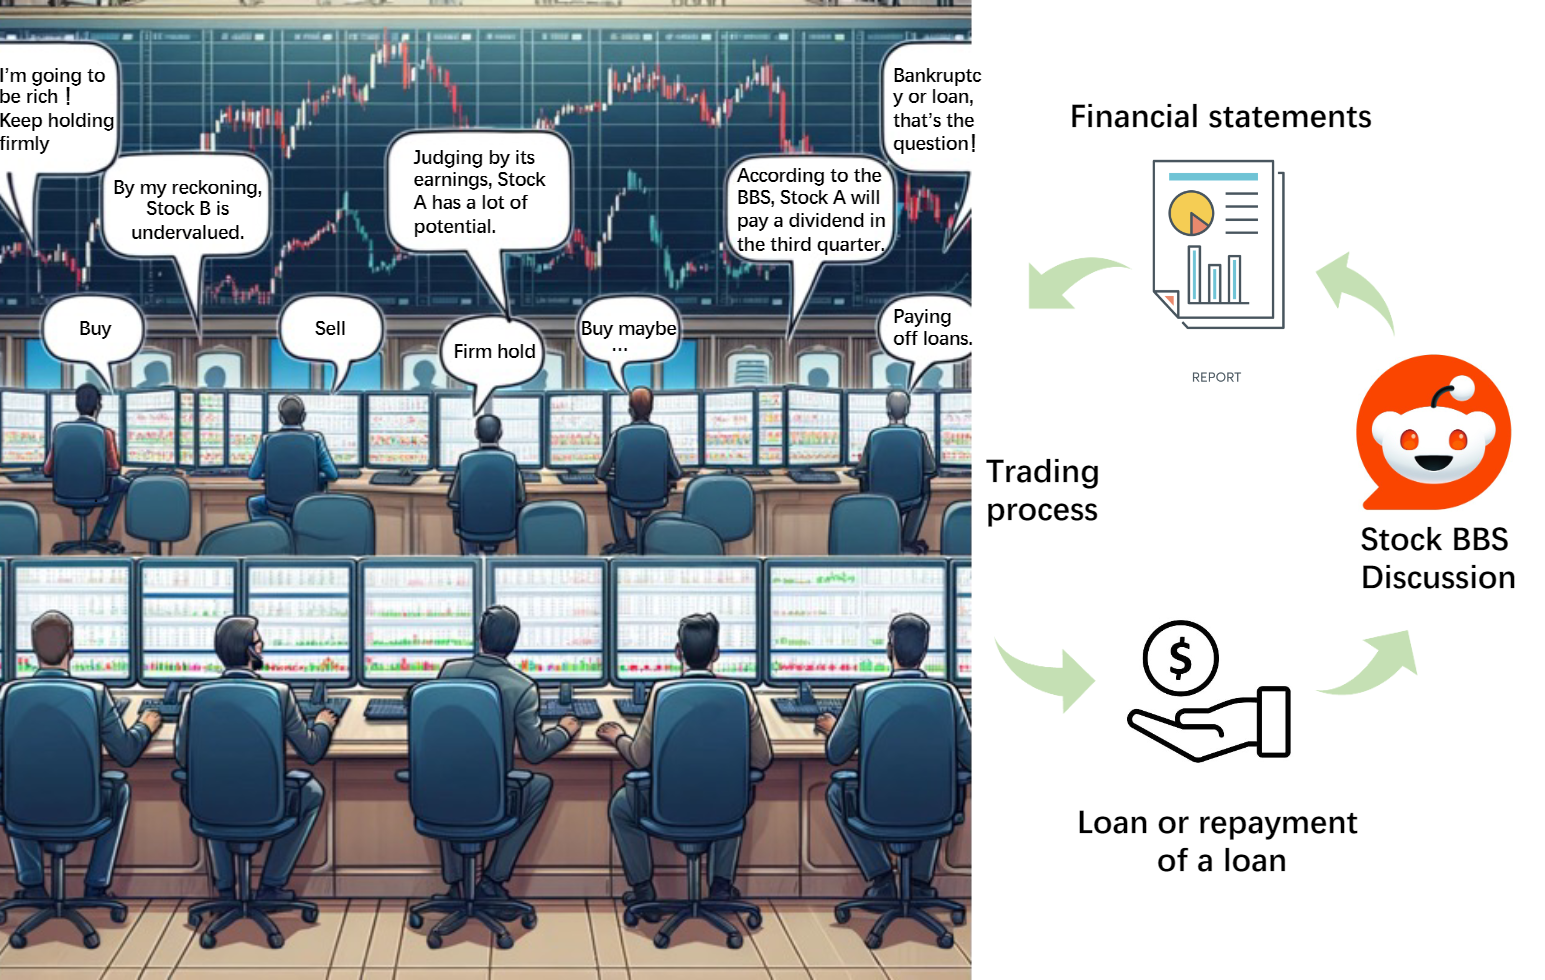 I'm going to
be rich！
Keep holding
firmly
By my reckoning,
Stock B is
undervalued.
Judging by its
earnings, Stock
A has a lot of
potential.
According to the
BBS, Stock A will
pay a dividend in
the third quarter.
Bankruptc
y or loan,
that's the
question!
Buy
Sell
Firm hold
Buy maybe
...
Paying
off loans.
Financial statements
REPORT
Trading
process
$
Stock BBS
Discussion
Loan or repayment
of a loan